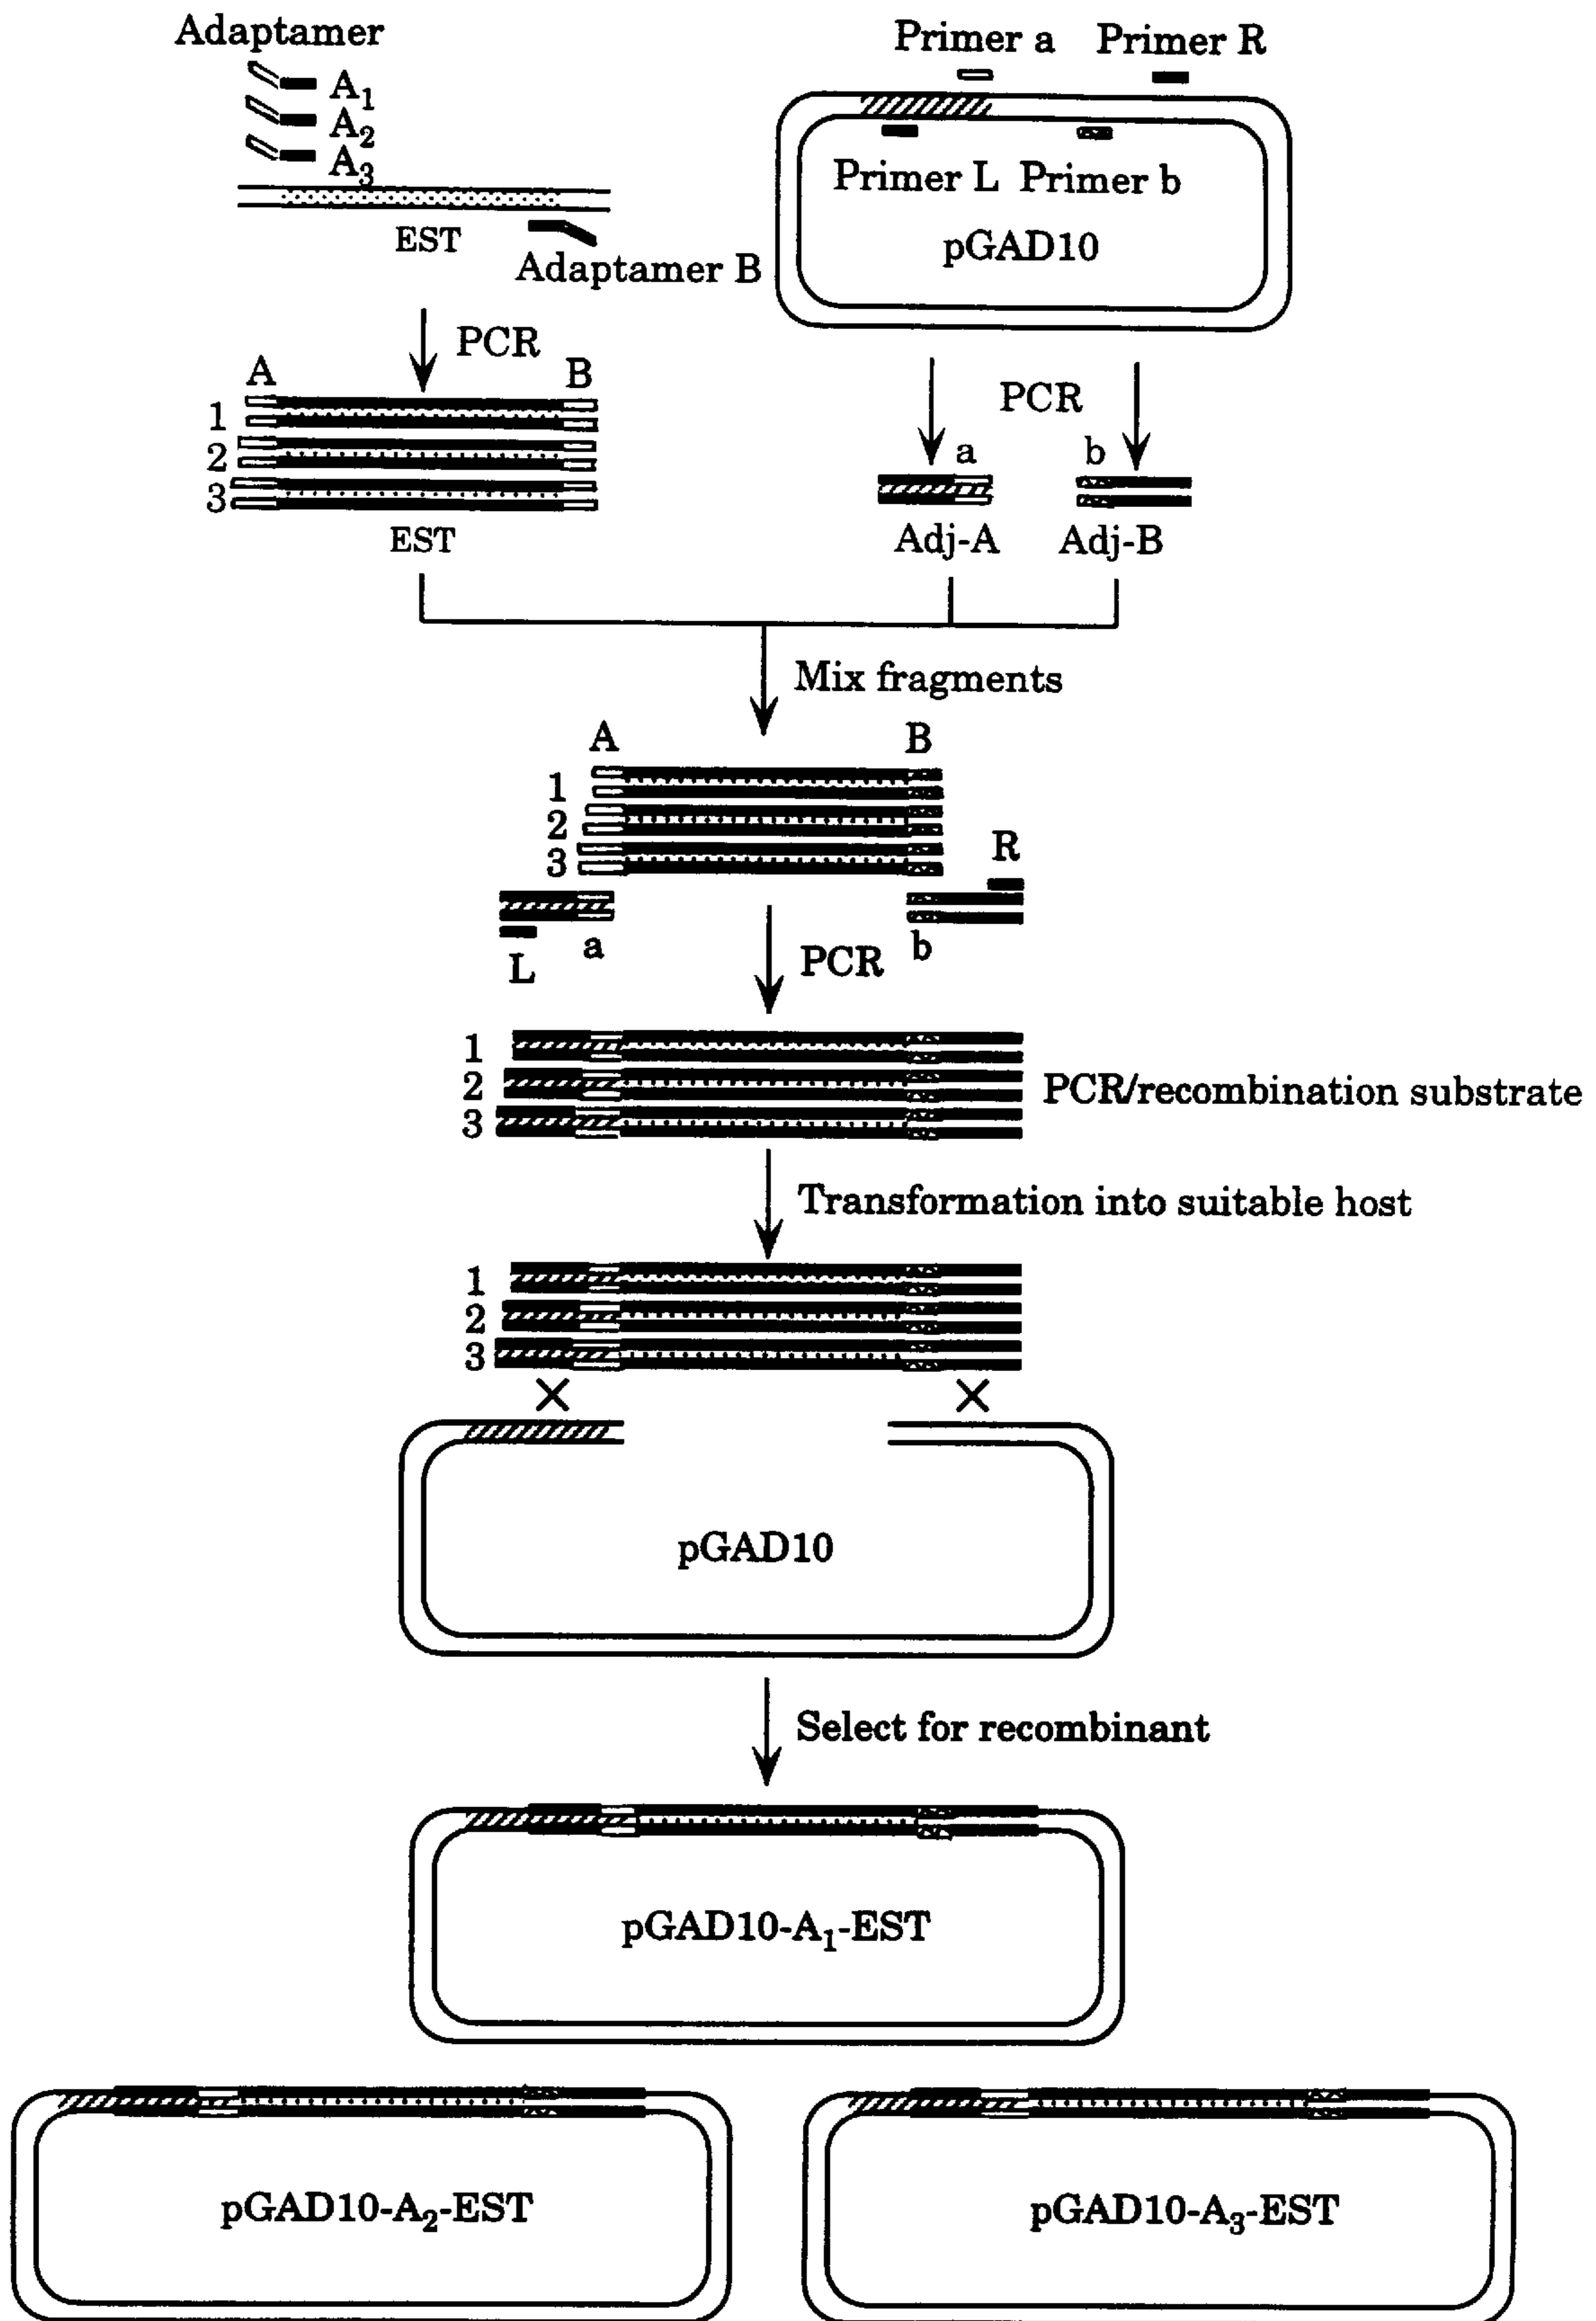 Adaptamer
A1
A2
A3
EST
Adaptamer B
Primer a Primer R
Primer L Primer b
pGAD10
PCR
A B
1
2
3
EST
PCR
a b
Adj-A Adj-B
Mix fragments
A B
1
2
3
R
a b
L
PCR
1
2
3
PCR/recombination substrate
Transformation into suitable host
1
2
3
pGAD10
Select for recombinant
pGAD10-A1-EST
pGAD10-A2-EST
pGAD10-A3-EST